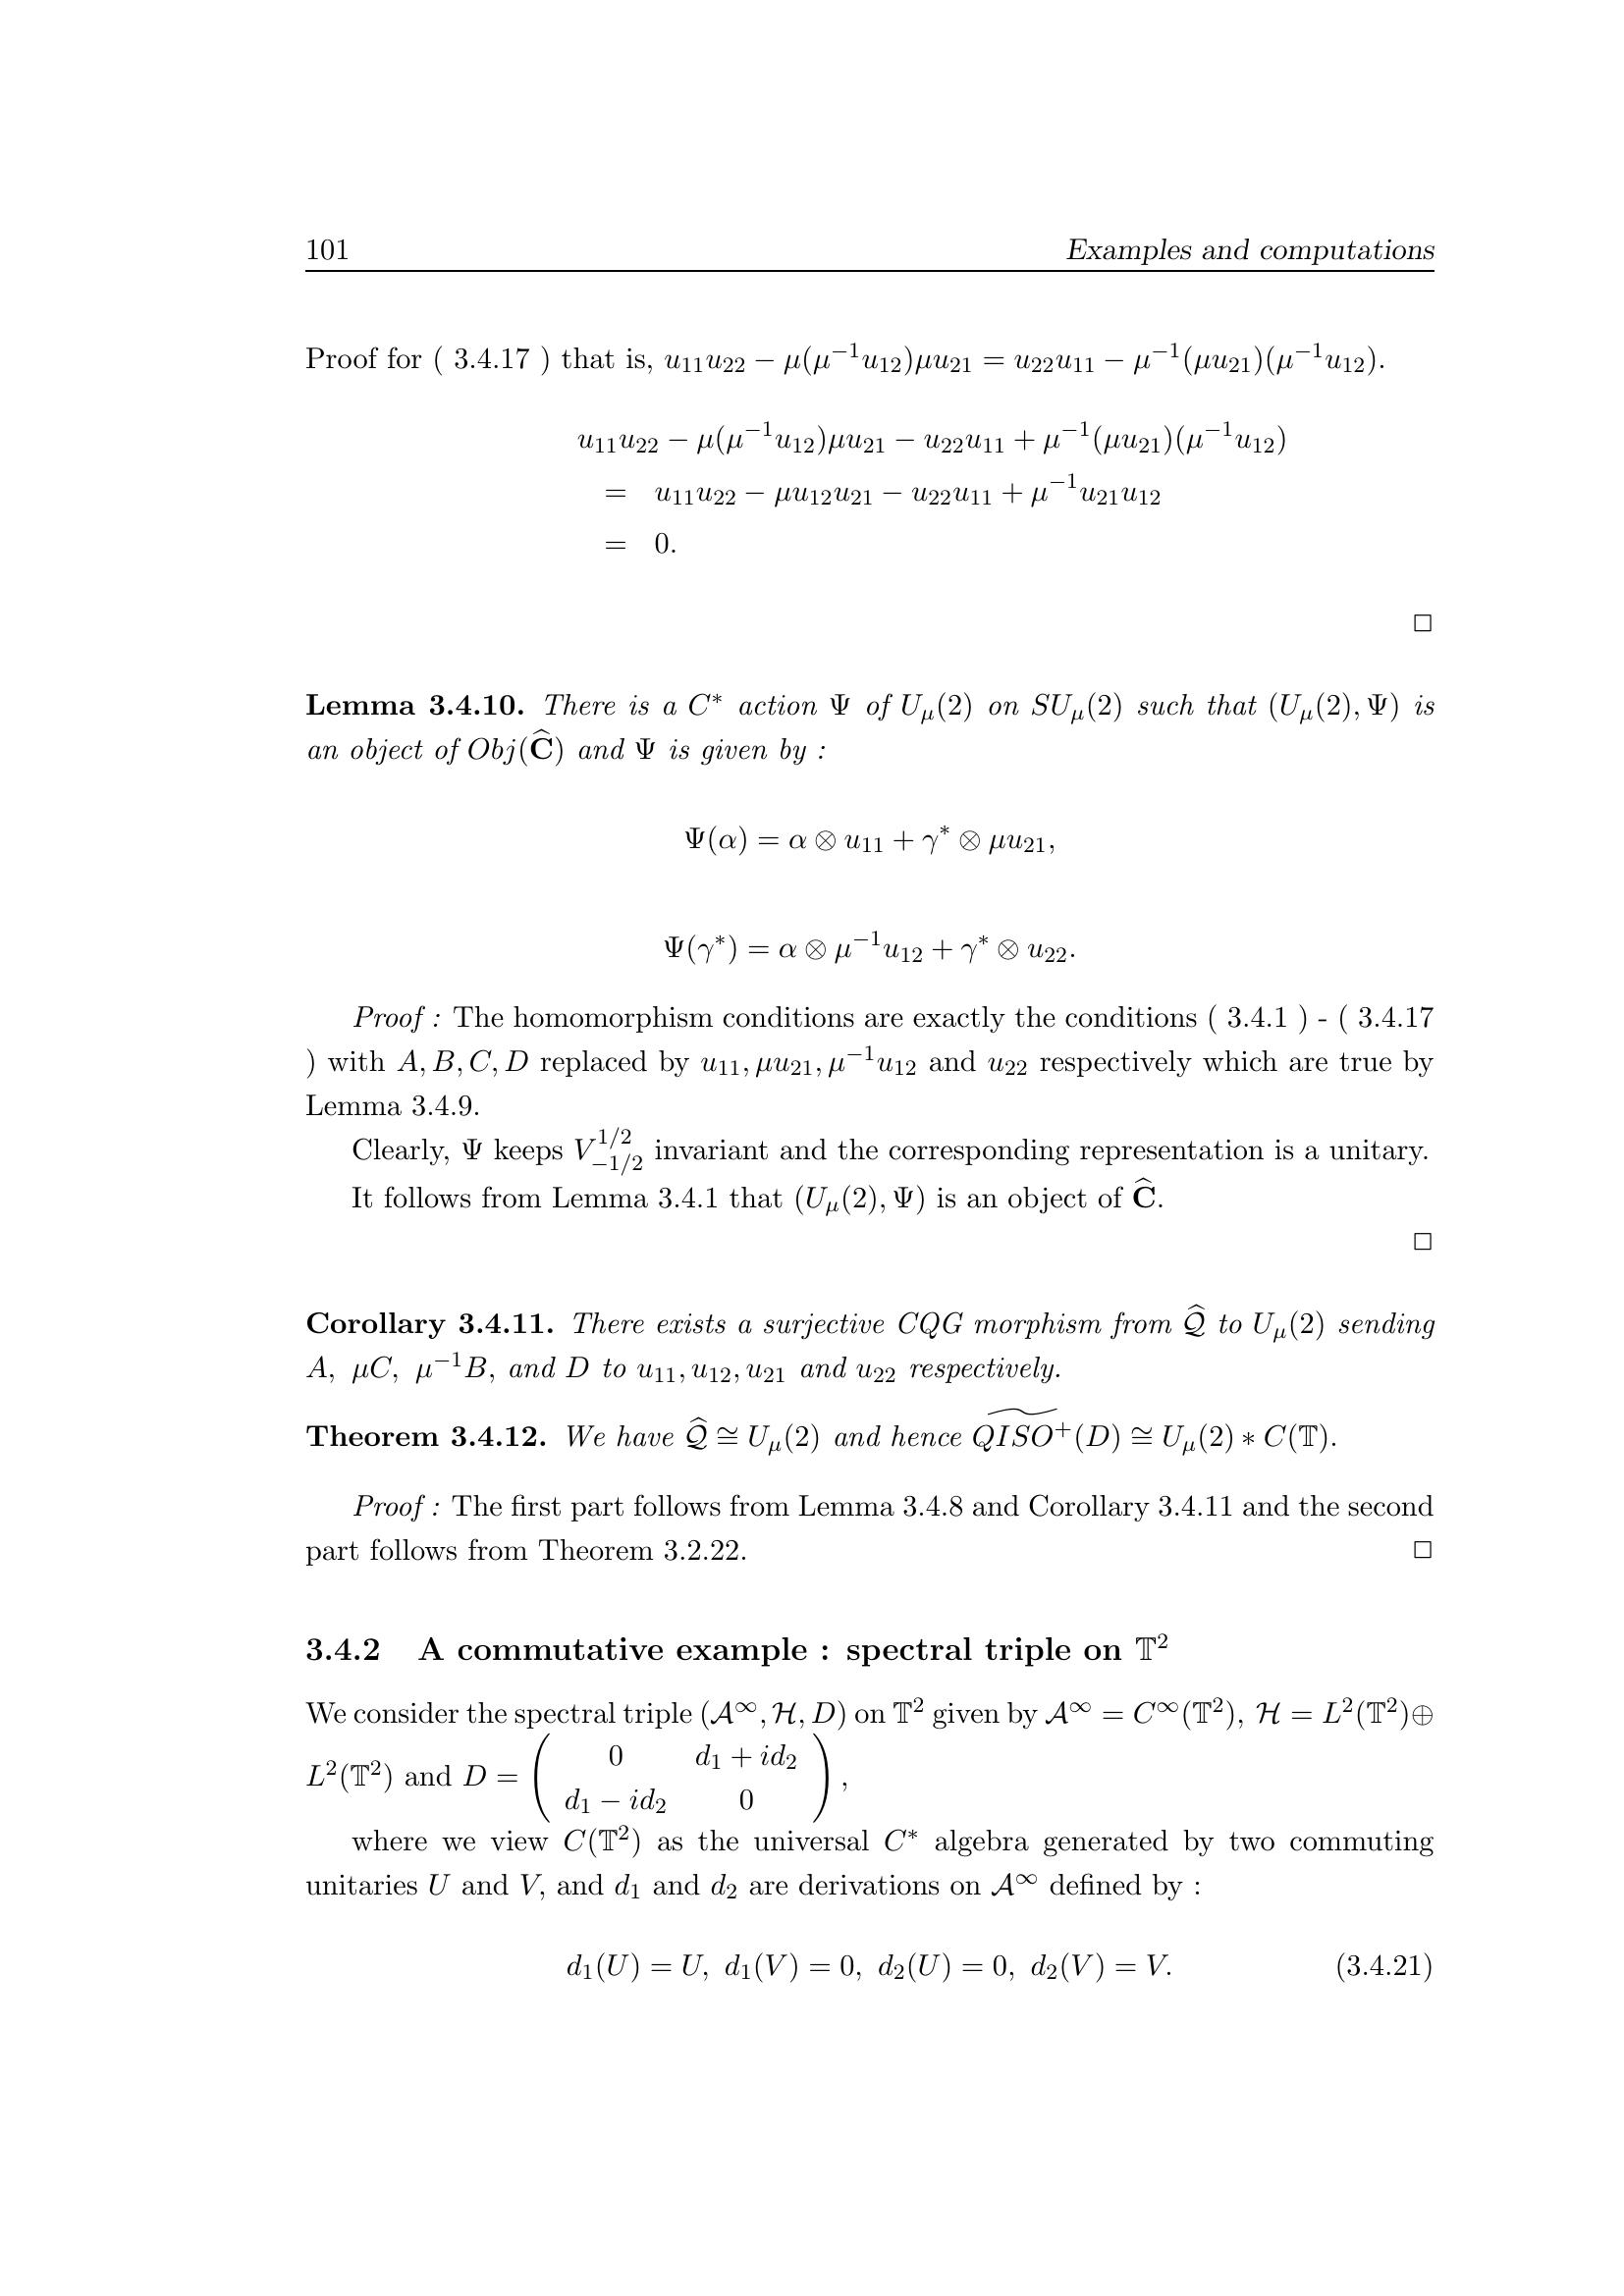 101 Examples and computations
Proof for ( 3.4.17 ) that is, $u_{11}u_{22} - \mu(\mu^{-1}u_{12})\mu u_{21} = u_{22}u_{11} - \mu^{-1}(\mu u_{21})(\mu^{-1}u_{12}).$
$u_{11}u_{22} - \mu(\mu^{-1}u_{12})\mu u_{21} - u_{22}u_{11} + \mu^{-1}(\mu u_{21})(\mu^{-1}u_{12})$
$= u_{11}u_{22} - \mu u_{12}u_{21} - u_{22}u_{11} + \mu^{-1}u_{21}u_{12}$
$= 0.$
□
Lemma 3.4.10. There is a $C^*$ action $\Psi$ of $U_\mu(2)$ on $SU_\mu(2)$ such that $(U_\mu(2), \Psi)$ is
an object of $Obj(\widehat{\mathbf{C}})$ and $\Psi$ is given by :
$\Psi(\alpha) = \alpha \otimes u_{11} + \gamma^* \otimes \mu u_{21},$
$\Psi(\gamma^*) = \alpha \otimes \mu^{-1}u_{12} + \gamma^* \otimes u_{22}.$
Proof : The homomorphism conditions are exactly the conditions ( 3.4.1 ) - ( 3.4.17
) with $A, B, C, D$ replaced by $u_{11}, \mu u_{21}, \mu^{-1}u_{12}$ and $u_{22}$ respectively which are true by
Lemma 3.4.9.
Clearly, $\Psi$ keeps $V^{1/2}_{-1/2}$ invariant and the corresponding representation is a unitary.
It follows from Lemma 3.4.1 that $(U_\mu(2), \Psi)$ is an object of $\widehat{\mathbf{C}}$.
□
Corollary 3.4.11. There exists a surjective CQG morphism from $\widehat{\mathcal{Q}}$ to $U_\mu(2)$ sending
$A,\ \mu C,\ \mu^{-1}B,$ and $D$ to $u_{11}, u_{12}, u_{21}$ and $u_{22}$ respectively.
Theorem 3.4.12. We have $\widehat{\mathcal{Q}} \cong U_\mu(2)$ and hence $\widetilde{QISO^+}(D) \cong U_\mu(2) * C(\mathbb{T}).$
Proof : The first part follows from Lemma 3.4.8 and Corollary 3.4.11 and the second
part follows from Theorem 3.2.22. □
3.4.2 A commutative example : spectral triple on $\mathbb{T}^2$
We consider the spectral triple $(\mathcal{A}^\infty, \mathcal{H}, D)$ on $\mathbb{T}^2$ given by $\mathcal{A}^\infty = C^\infty(\mathbb{T}^2),\ \mathcal{H} = L^2(\mathbb{T}^2) \oplus$
$L^2(\mathbb{T}^2)$ and $D = \begin{pmatrix} 0 & d_1 + id_2 \\ d_1 - id_2 & 0 \end{pmatrix},$
where we view $C(\mathbb{T}^2)$ as the universal $C^*$ algebra generated by two commuting
unitaries $U$ and $V$, and $d_1$ and $d_2$ are derivations on $\mathcal{A}^\infty$ defined by :
$d_1(U) = U,\ d_1(V) = 0,\ d_2(U) = 0,\ d_2(V) = V.$ (3.4.21)